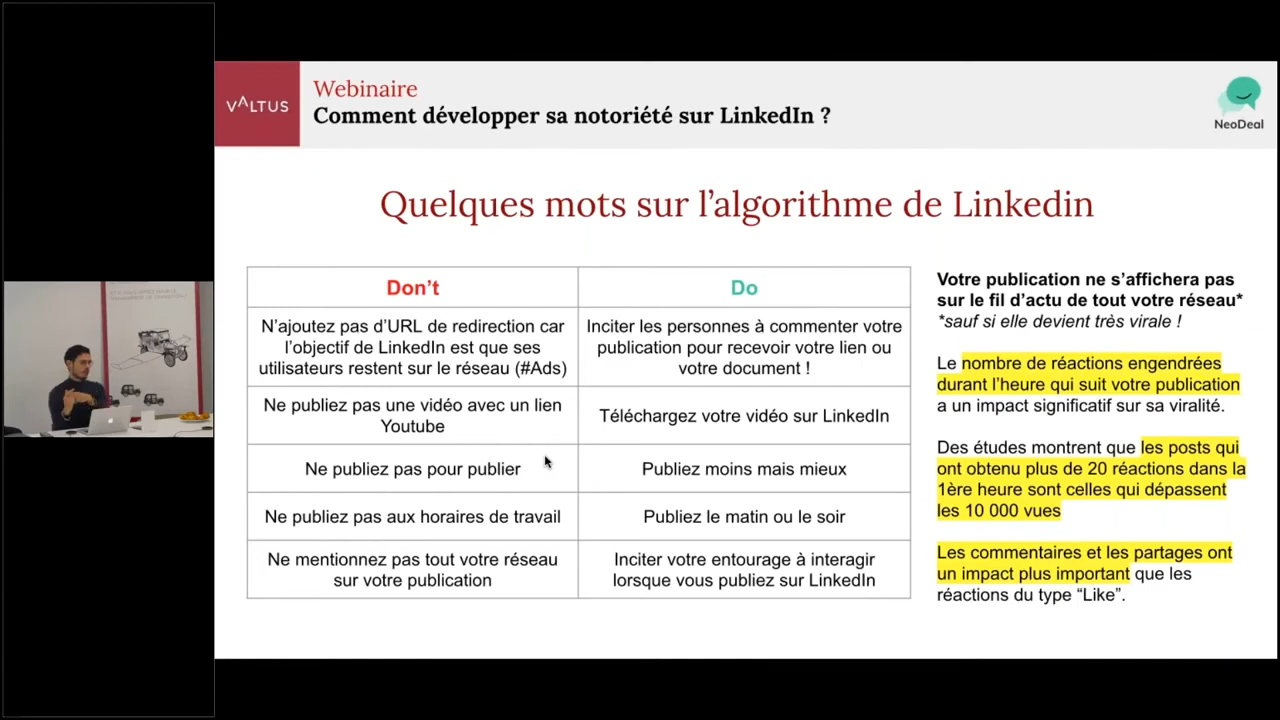 VALTUS
Webinaire
Comment développer sa notoriété sur LinkedIn ?
NeoDeal
Quelques mots sur l’algorithme de Linkedin
Don’t
Do
N’ajoutez pas d’URL de redirection car
l’objectif de LinkedIn est que ses
utilisateurs restent sur le réseau (#Ads)
Inciter les personnes à commenter votre
publication pour recevoir votre lien ou
votre document !
Ne publiez pas une vidéo avec un lien
Youtube
Téléchargez votre vidéo sur LinkedIn
Ne publiez pas pour publier
Publiez moins mais mieux
Ne publiez pas aux horaires de travail
Publiez le matin ou le soir
Ne mentionnez pas tout votre réseau
sur votre publication
Inciter votre entourage à interagir
lorsque vous publiez sur LinkedIn
Votre publication ne s’affichera pas
sur le fil d’actu de tout votre réseau*
*sauf si elle devient très virale !
Le nombre de réactions engendrées
durant l’heure qui suit votre publication
a un impact significatif sur sa viralité.
Des études montrent que les posts qui
ont obtenu plus de 20 réactions dans la
1ère heure sont celles qui dépassent
les 10 000 vues
Les commentaires et les partages ont
un impact plus important que les
réactions du type “Like”.